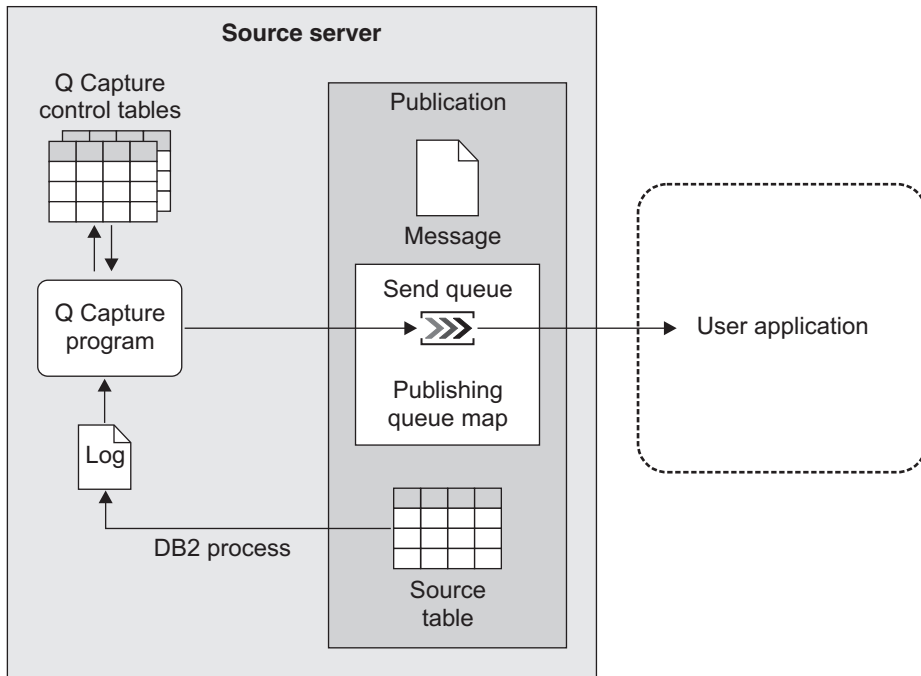 Source server
Q Capture
control tables
Publication
Message
Q Capture
program
Send queue
Publishing
queue map
User application
Log
DB2 process
Source
table